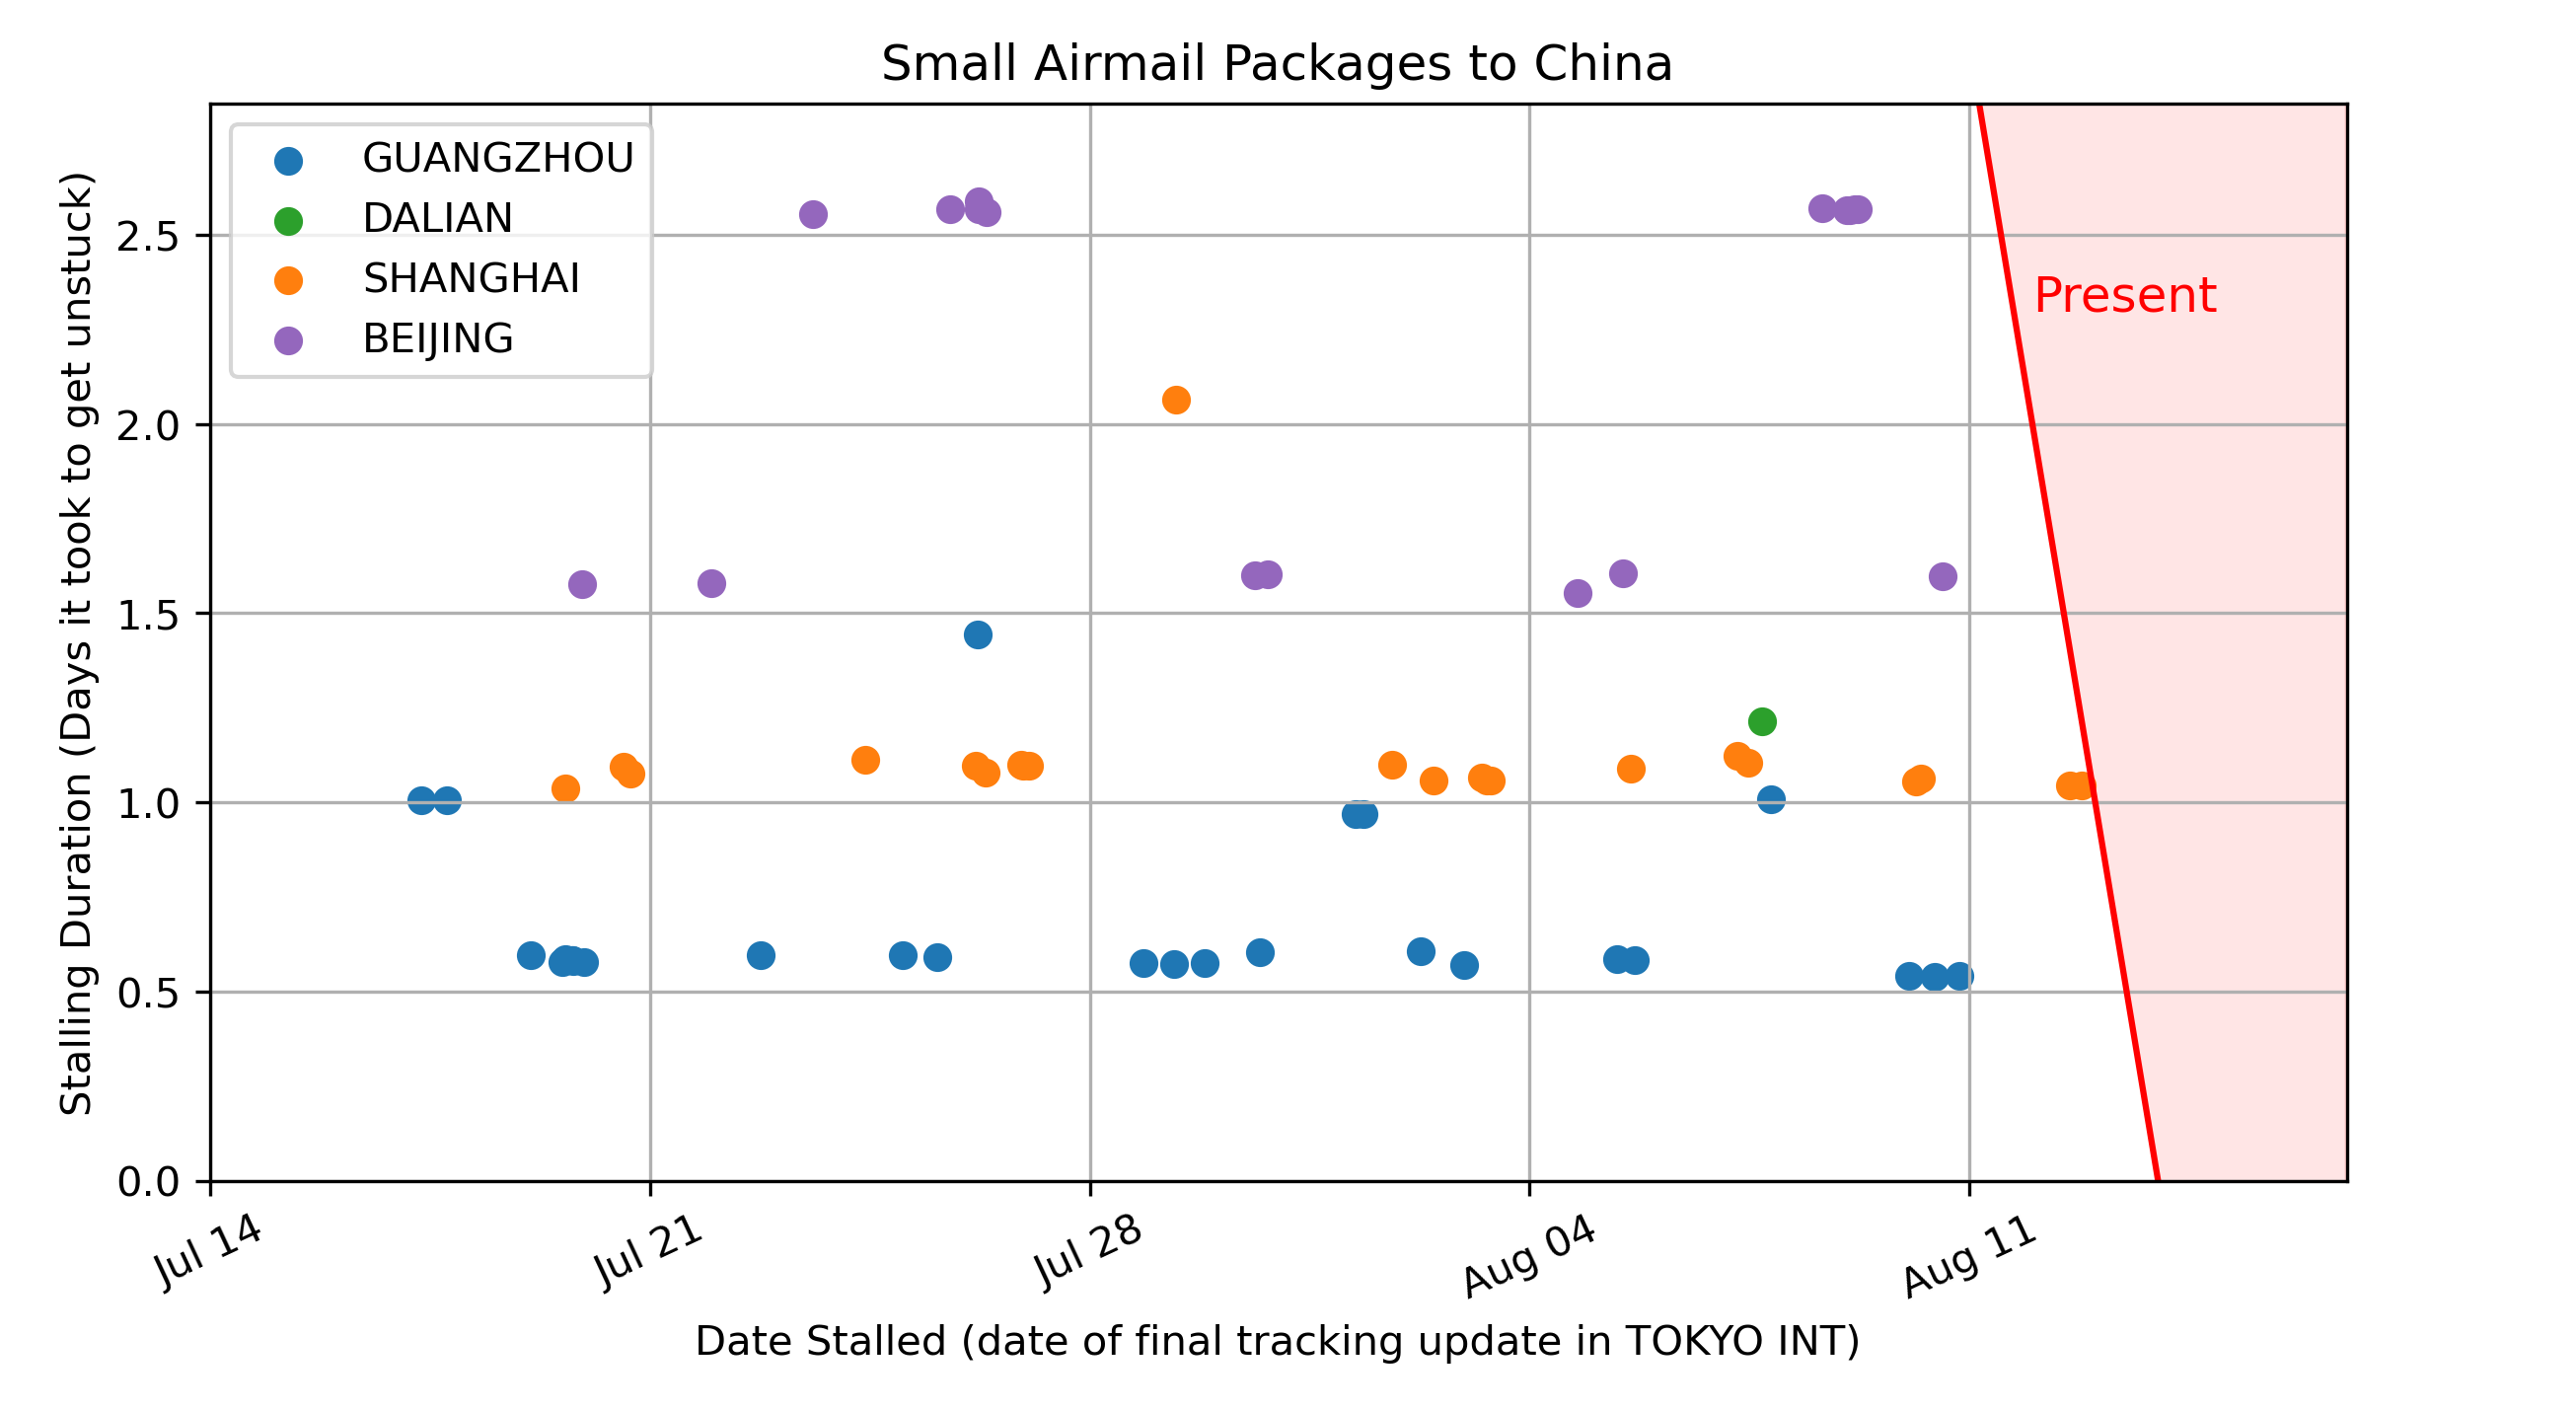 Small Airmail Packages to China
GUANGZHOU
DALIAN
SHANGHAI
BEIJING
Present
Stalling Duration (Days it took to get unstuck)
2.5
2.0
1.5
1.0
0.5
0.0
Jul 14
Jul 21
Jul 28
Aug 04
Aug 11
Date Stalled (date of final tracking update in TOKYO INT)